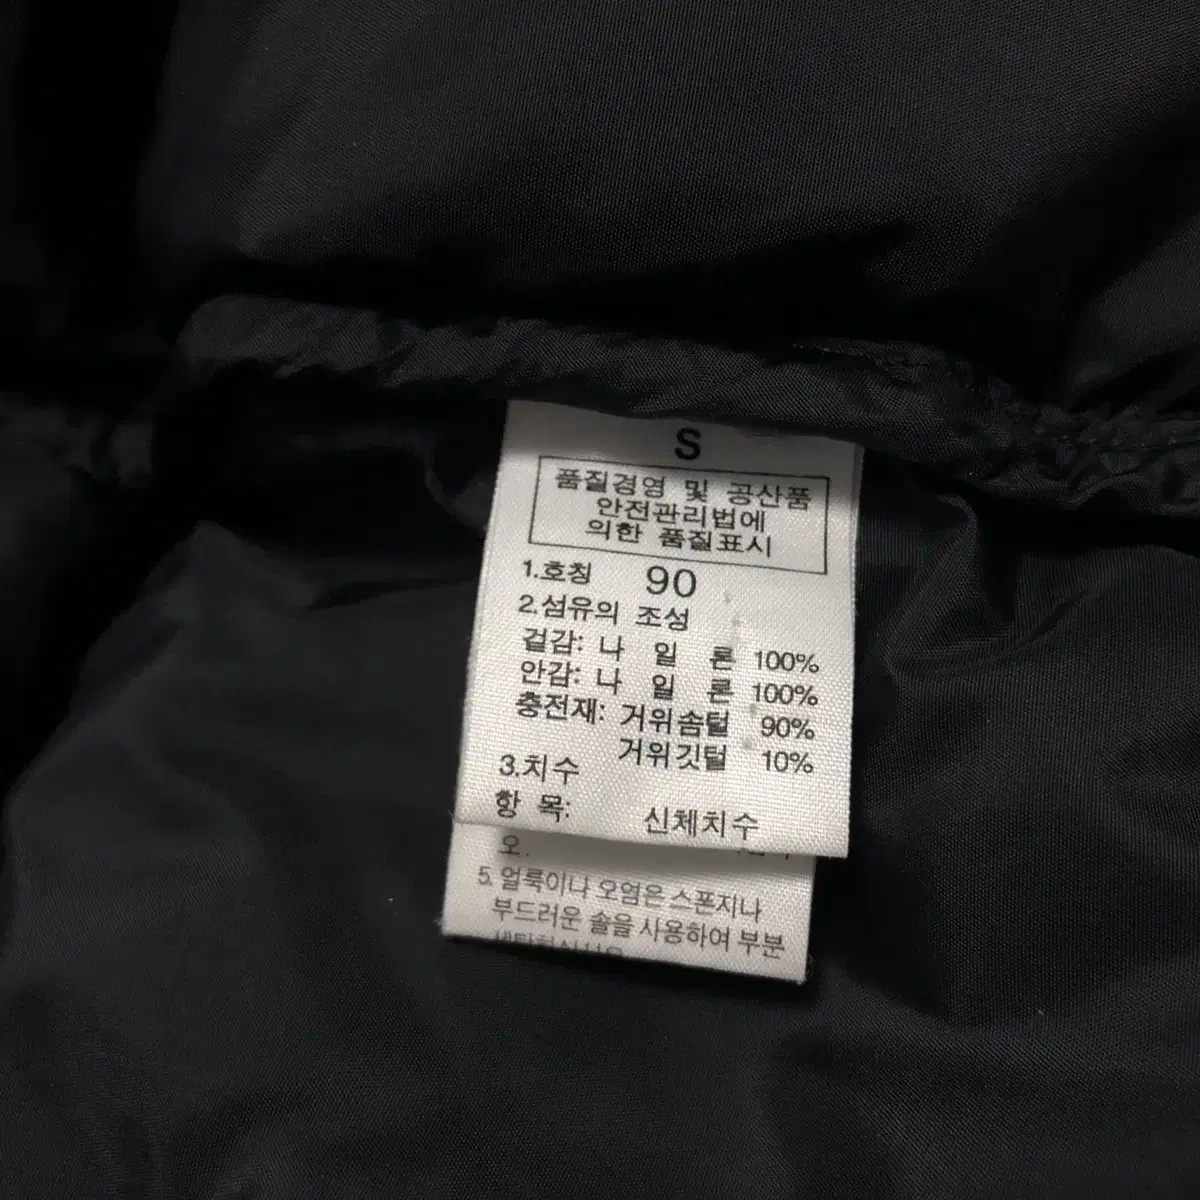 S
품질경영 및 공산품
안전관리법에
의한 품질표시
1.호칭 90
2.섬유의 조성
겉감: 나 일 론 100%
안감: 나 일 론 100%
충전재: 거위솜털 90%
거위깃털 10%
3.치수
항 목: 신체치수
오.
5. 얼룩이나 오염은 스폰지나
부드러운 솔을 사용하여 부분